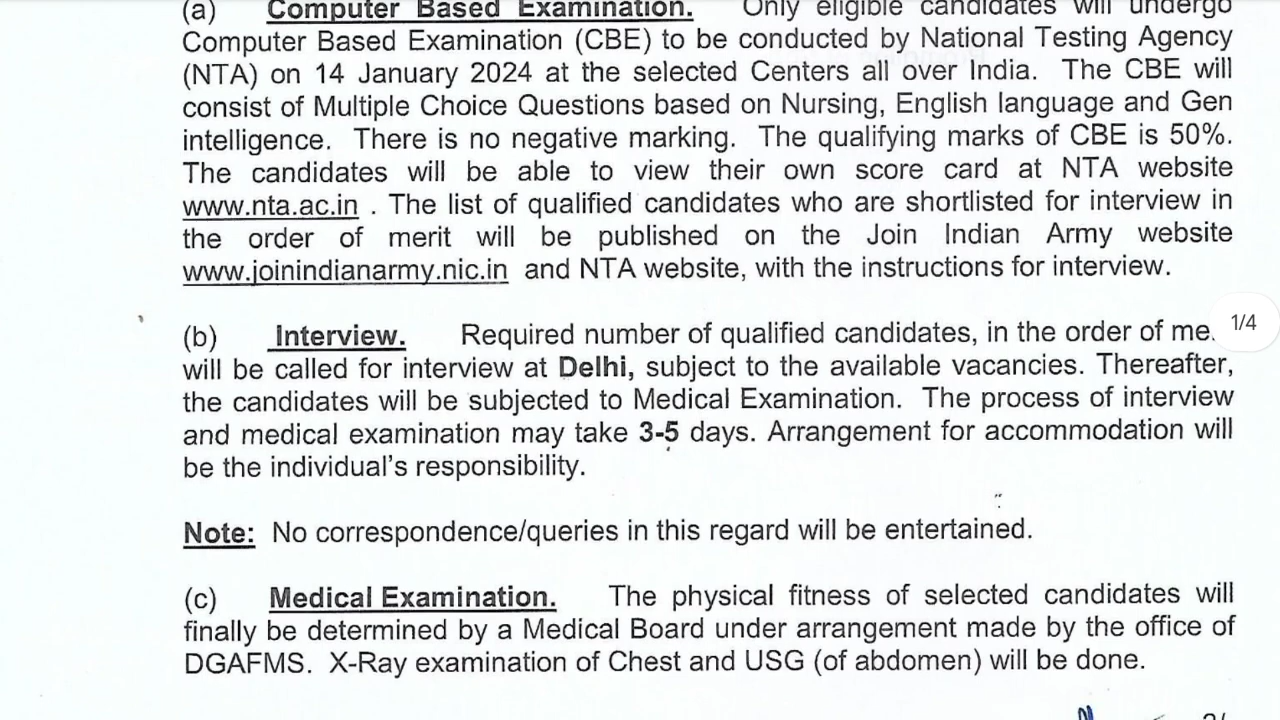 (a) Computer Based Examination. Only eligible candidates will undergo
Computer Based Examination (CBE) to be conducted by National Testing Agency
(NTA) on 14 January 2024 at the selected Centers all over India. The CBE will
consist of Multiple Choice Questions based on Nursing, English language and Gen
intelligence. There is no negative marking. The qualifying marks of CBE is 50%.
The candidates will be able to view their own score card at NTA website
www.nta.ac.in . The list of qualified candidates who are shortlisted for interview in
the order of merit will be published on the Join Indian Army website
www.joinindianarmy.nic.in and NTA website, with the instructions for interview.
(b) Interview. Required number of qualified candidates, in the order of me
1/4
will be called for interview at Delhi, subject to the available vacancies. Thereafter,
the candidates will be subjected to Medical Examination. The process of interview
and medical examination may take 3-5 days. Arrangement for accommodation will
be the individual's responsibility.
Note: No correspondence/queries in this regard will be entertained.
(c) Medical Examination. The physical fitness of selected candidates will
finally be determined by a Medical Board under arrangement made by the office of
DGAFMS. X-Ray examination of Chest and USG (of abdomen) will be done.